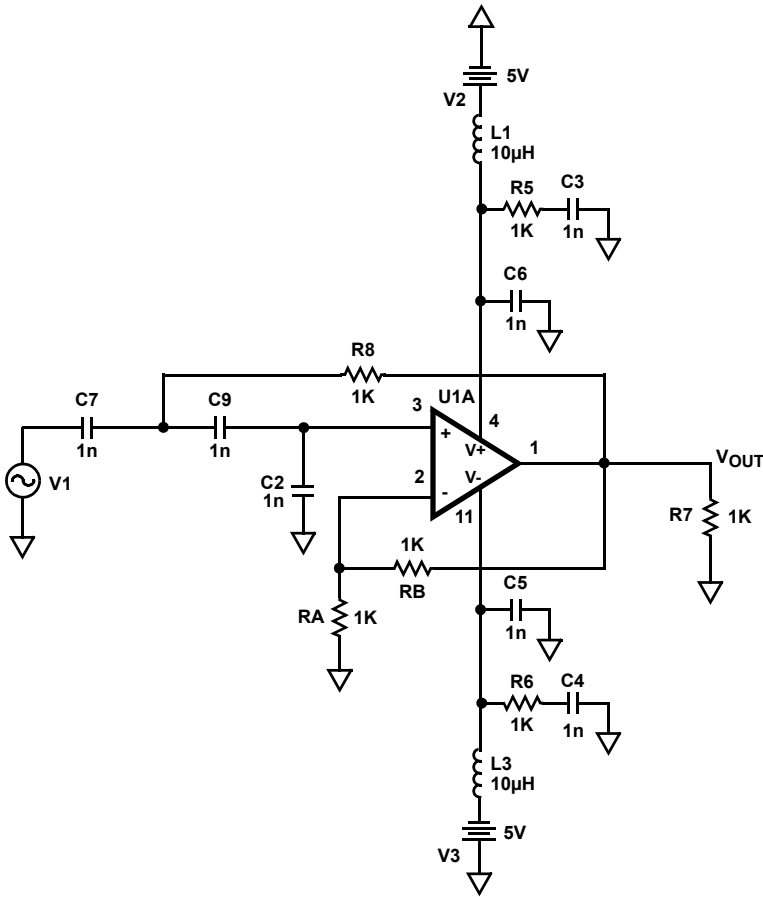 5V
V2
L1
10µH
R5
C3
1K
1n
C6
1n
R8
1K
C7
1n
C9
1n
U1A
3
+
4
V+
1
VOUT
V1
C2
1n
2
-
V-
11
R7
1K
1K
RB
RA
1K
C5
1n
R6
C4
1K
1n
L3
10µH
5V
V3